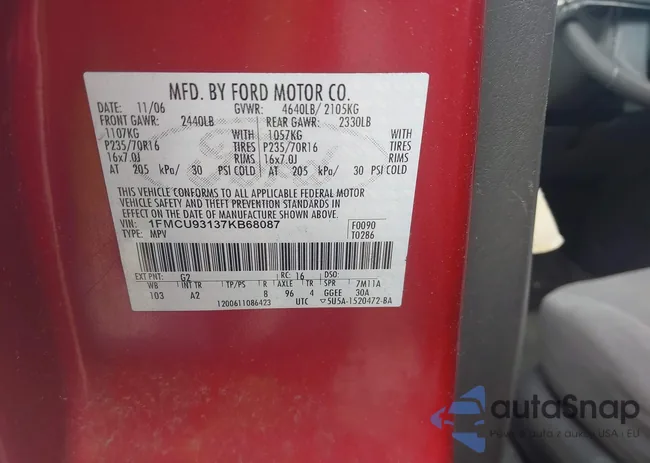 MFD. BY FORD MOTOR CO.
DATE: 11/06 GVWR: 4640LB/ 2105KG
FRONT GAWR: 2440LB REAR GAWR: 2330LB
1107KG WITH 1057KG WITH
P235/70R16 TIRES P235/70R16 TIRES
16x7.0J RIMS 16x7.0J RIMS
AT 205 kPa/ 30 PSI COLD AT 205 kPa/ 30 PSI COLD
THIS VEHICLE CONFORMS TO ALL APPLICABLE FEDERAL MOTOR
VEHICLE SAFETY AND THEFT PREVENTION STANDARDS
IN EFFECT ON THE DATE OF MANUFACTURE SHOWN ABOVE.
VIN: 1FMCU93137KB68087 F0090
TYPE: MPV T0286
EXT PNT: G2 RC: 16 DSO:
WB INT TR TP/PS R AXLE TR SPR 7M11A
103 A2 8 96 4 GGEE 30A
1200611086423 UTC 5U5A-1520472-BA
Ford
autoSnap
USA i EU